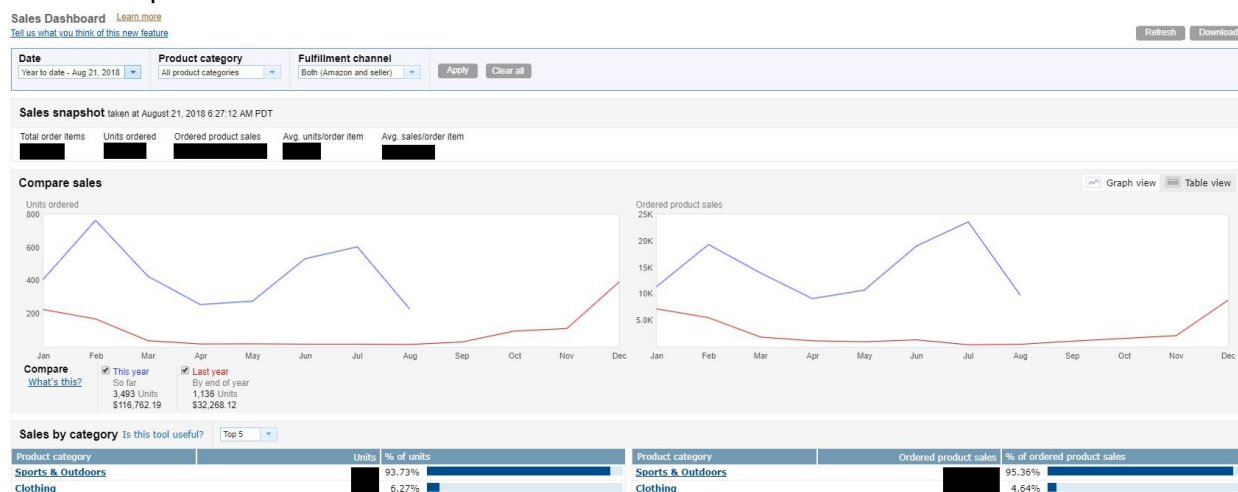 Sales Dashboard Learn more
Tell us what you think of this new feature
Refresh Download
Date Product category Fulfillment channel
Year to date - Aug 21, 2018 All product categories Both (Amazon and seller) Apply Clear all
Sales snapshot taken at August 21, 2018 6:27:12 AM PDT
Total order items Units ordered Ordered product sales Avg. units/order item Avg. sales/order item
Compare sales
Graph view Table view
Units ordered
800
600
400
200
Jan Feb Mar Apr May Jun Jul Aug Sep Oct Nov Dec
Ordered product sales
25K
20K
15K
10K
5.0K
Jan Feb Mar Apr May Jun Jul Aug Sep Oct Nov Dec
Compare
What's this?
This year
So far
3,493 Units
$116,762.19
Last year
By end of year
1,136 Units
$32,268.12
Sales by category Is this tool useful? Top 5
Product category Units % of units
Sports & Outdoors 93.73%
Clothing 6.27%
Product category Ordered product sales % of ordered product sales
Sports & Outdoors 95.36%
Clothing 4.64%